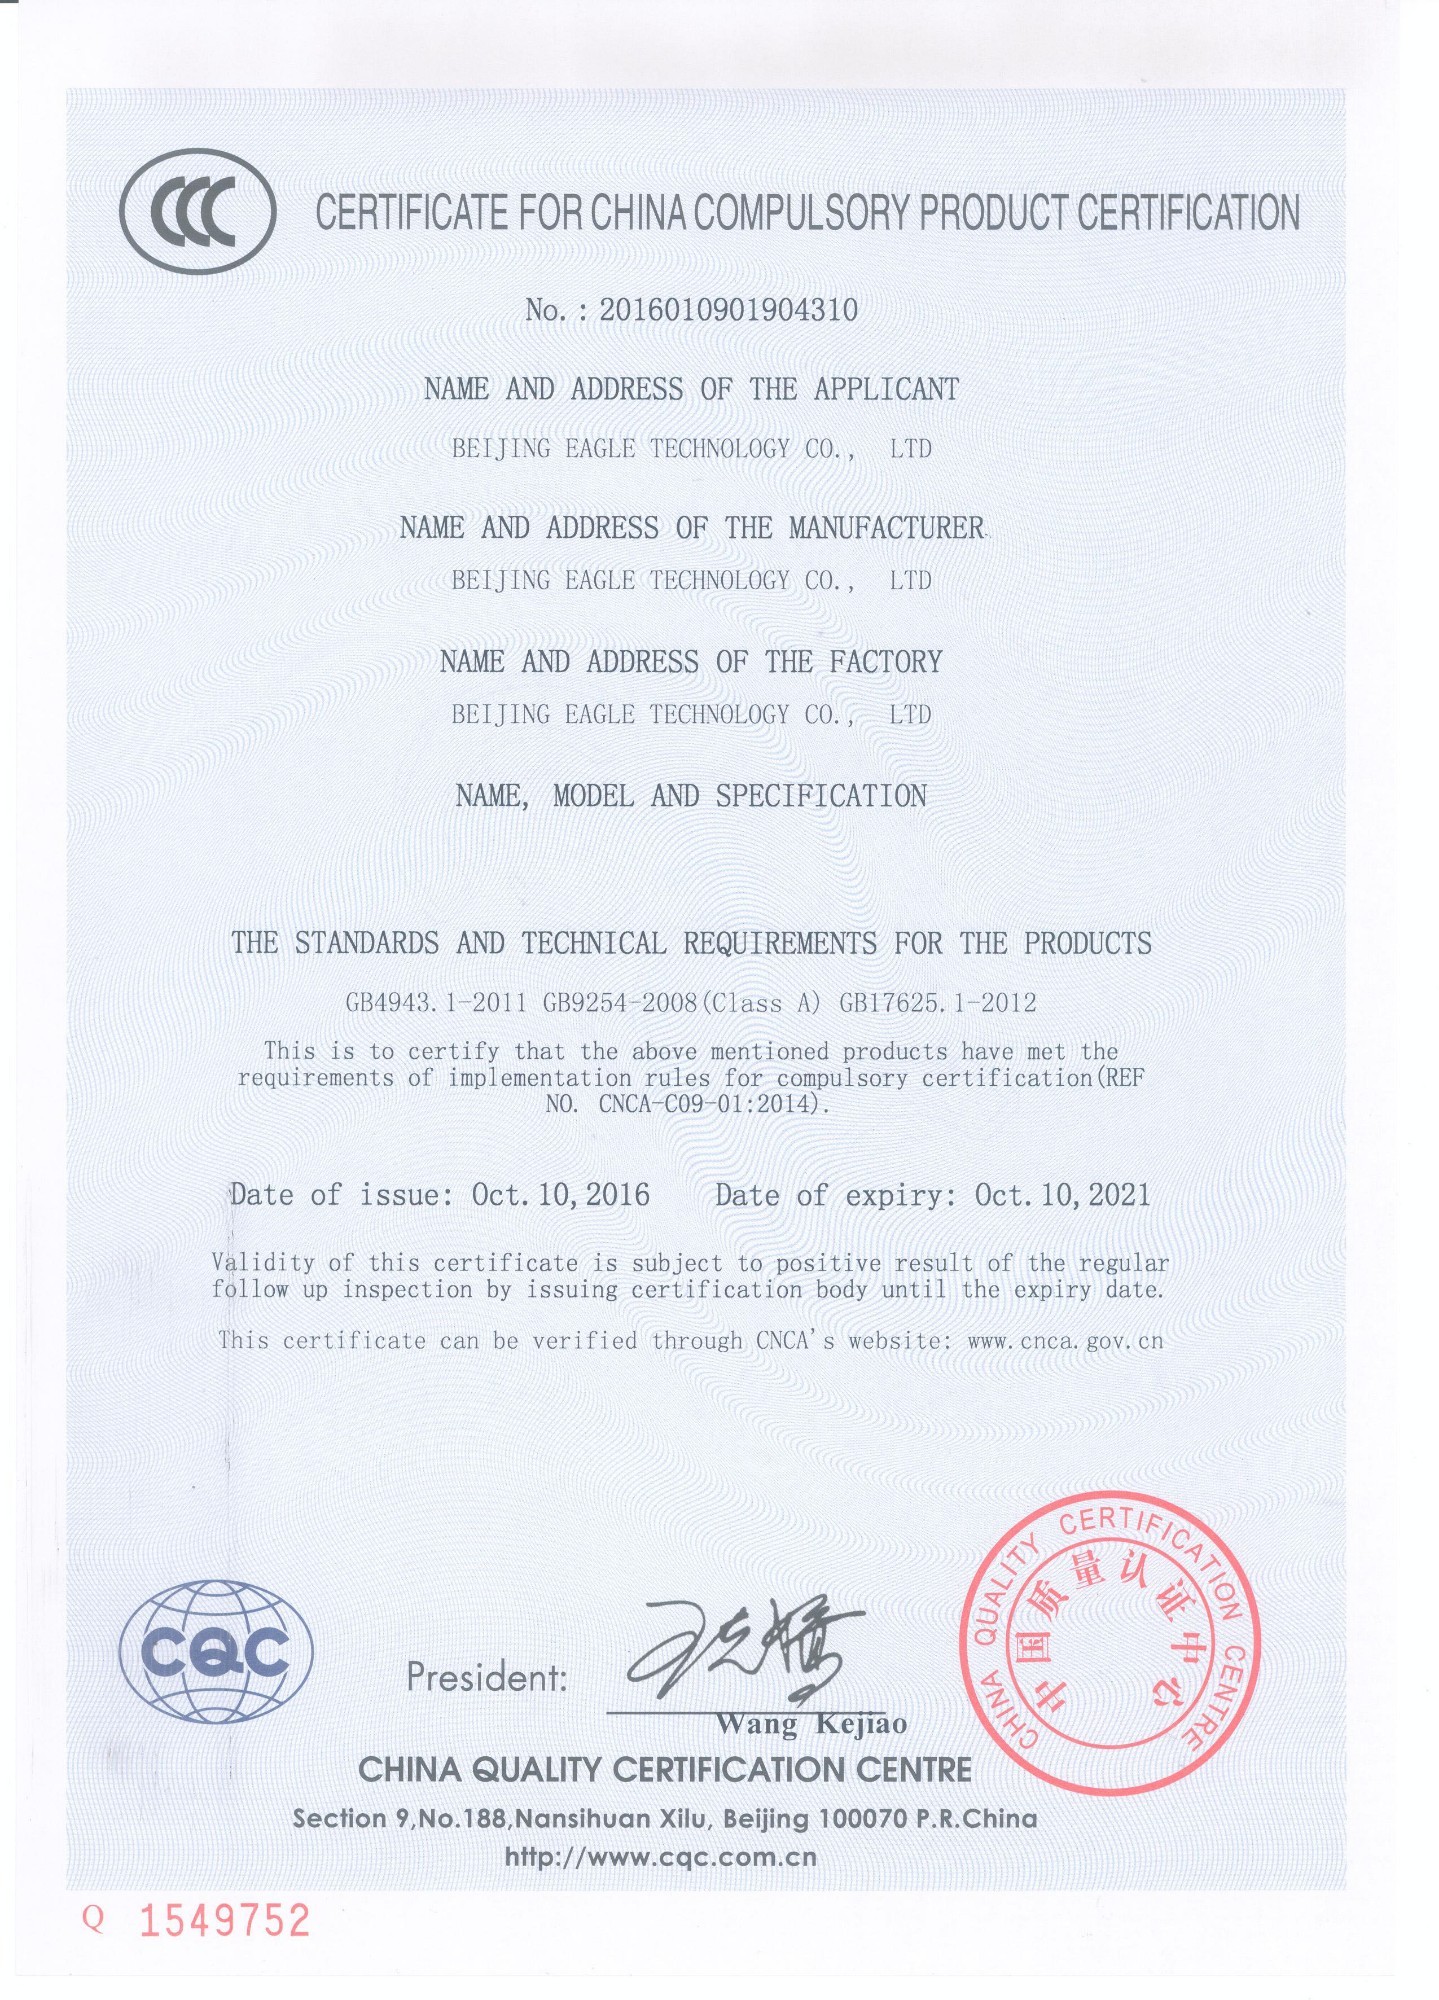 CCC
CERTIFICATE FOR CHINA COMPULSORY PRODUCT CERTIFICATION
No. : 2016010901904310
NAME AND ADDRESS OF THE APPLICANT
BEIJING EAGLE TECHNOLOGY CO., LTD
NAME AND ADDRESS OF THE MANUFACTURER
BEIJING EAGLE TECHNOLOGY CO., LTD
NAME AND ADDRESS OF THE FACTORY
BEIJING EAGLE TECHNOLOGY CO., LTD
NAME, MODEL AND SPECIFICATION
THE STANDARDS AND TECHNICAL REQUIREMENTS FOR THE PRODUCTS
GB4943.1-2011 GB9254-2008(Class A) GB17625.1-2012
This is to certify that the above mentioned products have met the
requirements of implementation rules for compulsory certification(REF
NO. CNCA-C09-01:2014).
Date of issue: Oct.10,2016 Date of expiry: Oct.10,2021
Validity of this certificate is subject to positive result of the regular
follow up inspection by issuing certification body until the expiry date.
This certificate can be verified through CNCA's website: www.cnca.gov.cn
CHINA QUALITY CERTIFICATION CENTRE
中国质量认证中心
CQC
President:
王克娇
Wang Kejiao
CHINA QUALITY CERTIFICATION CENTRE
Section 9,No.188,Nansihuan Xilu, Beijing 100070 P.R.China
http://www.cqc.com.cn
Q 1549752